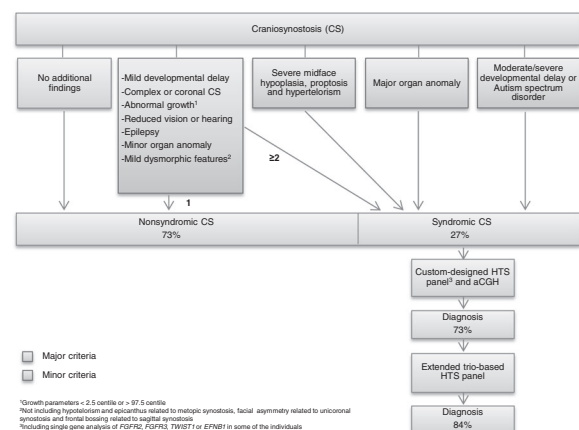 Craniosynostosis (CS)
No additional
findings
-Mild developmental delay
-Complex or coronal CS
-Abnormal growth¹
-Reduced vision or hearing
-Epilepsy
-Minor organ anomaly
-Mild dysmorphic features²
Severe midface
hypoplasia, proptosis
and hypertelorism
Major organ anomaly
Moderate/severe
developmental delay or
Autism spectrum
disorder
≥2
1
Nonsyndromic CS
73%
Syndromic CS
27%
Custom-designed HTS
panel³ and aCGH
Diagnosis
73%
Extended trio-based
HTS panel
Diagnosis
84%
Major criteria
Minor criteria
¹Growth parameters < 2.5 centile or > 97.5 centile
²Not including hypotelorism and epicanthus related to metopic synostosis, facial asymmetry related to unicoronal
synostosis and frontal bossing related to sagittal synostosis
³Including single gene analysis of FGFR2, FGFR3, TWIST1 or EFNB1 in some of the individuals